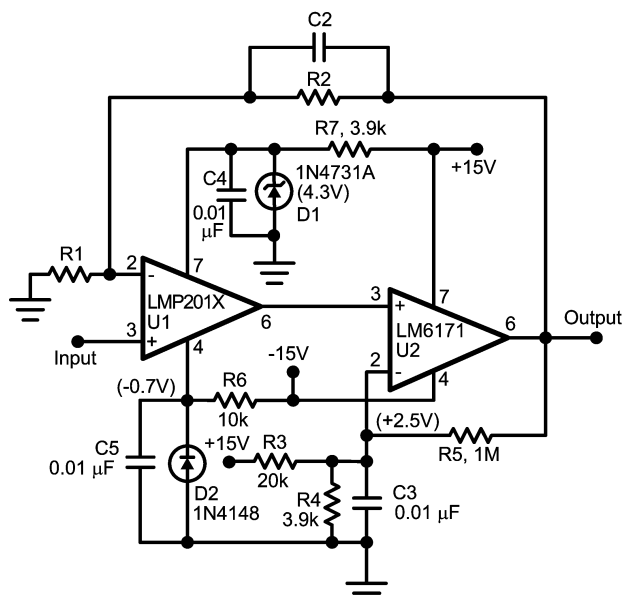 C2
R2
R7, 3.9k
+15V
C4
0.01
μF
1N4731A
(4.3V)
D1
R1
2
-
7
LMP201X
U1
3
+
4
6
Input
3
+
7
LM6171
U2
2
-
4
6
Output
(-0.7V)
R6
10k
-15V
(+2.5V)
R5, 1M
C5
0.01 μF
+15V
R3
20k
D2
1N4148
R4
3.9k
C3
0.01 μF